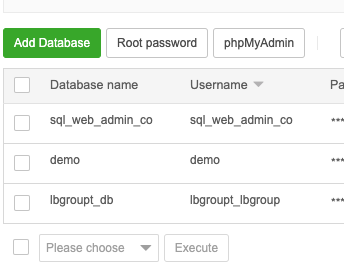 Add Database Root password phpMyAdmin
Database name Username Pa
sql_web_admin_co sql_web_admin_co ***
demo demo ***
lbgroupt_db lbgroupt_lbgroup ***
Please choose Execute